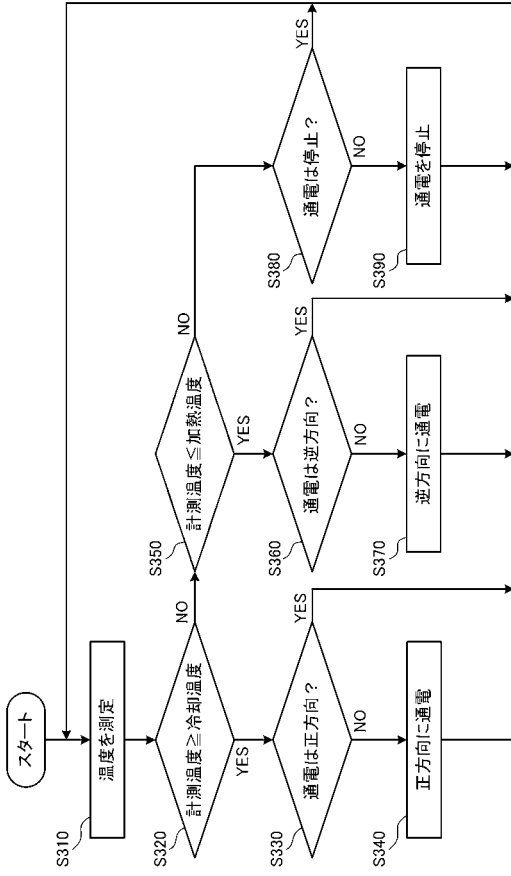 スタート
S310
温度を測定
S320
計測温度≧冷却温度
NO
YES
S330
通電は正方向？
YES
NO
S340
正方向に通電
S350
計測温度≦加熱温度
NO
YES
S360
通電は逆方向？
YES
NO
S370
逆方向に通電
S380
通電は停止？
YES
NO
S390
通電を停止